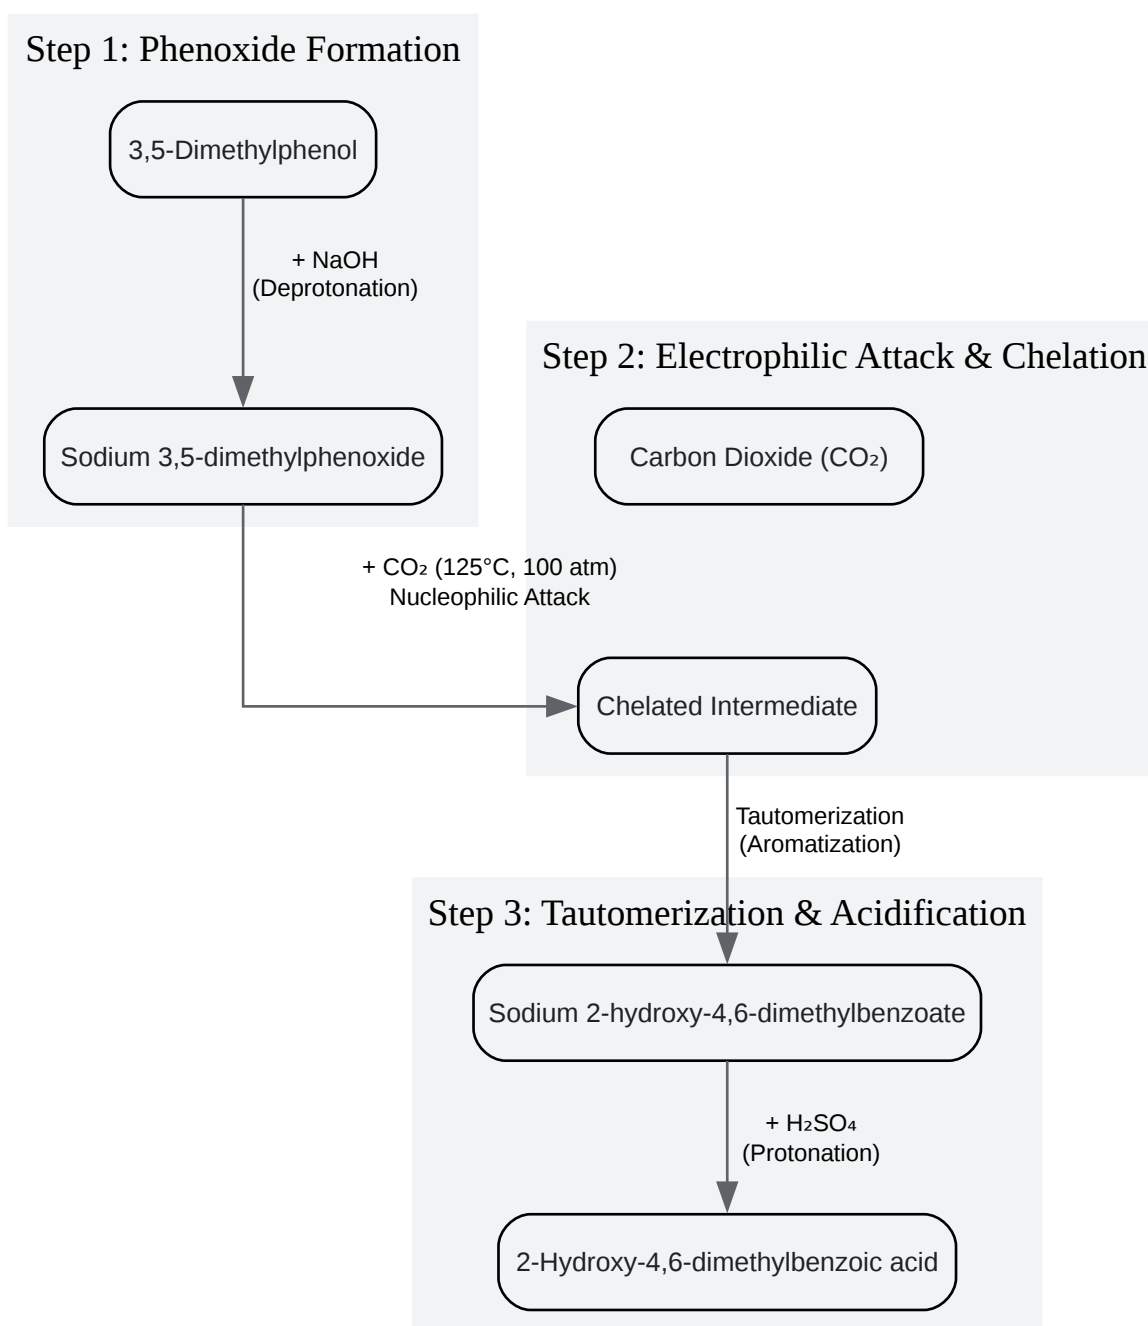 Step 1: Phenoxide Formation
3,5-Dimethylphenol
+ NaOH
(Deprotonation)
Sodium 3,5-dimethylphenoxide
Step 2: Electrophilic Attack & Chelation
Carbon Dioxide (CO₂)
+ CO₂ (125°C, 100 atm)
Nucleophilic Attack
Chelated Intermediate
Tautomerization
(Aromatization)
Step 3: Tautomerization & Acidification
Sodium 2-hydroxy-4,6-dimethylbenzoate
+ H₂SO₄
(Protonation)
2-Hydroxy-4,6-dimethylbenzoic acid